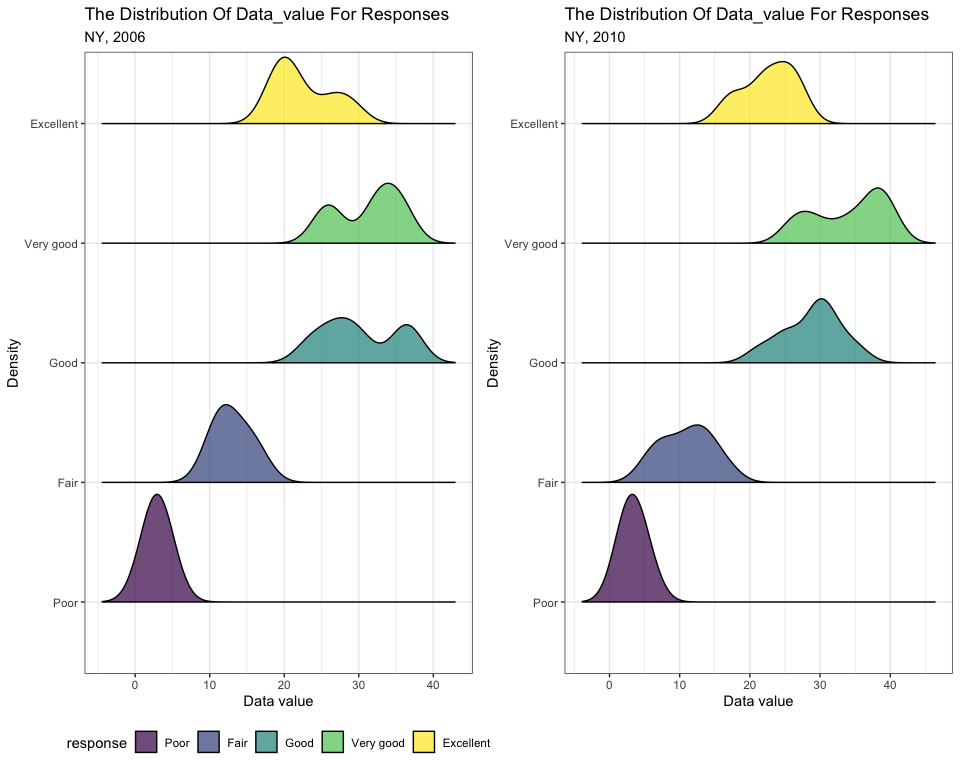 The Distribution Of Data_value For Responses
NY, 2006
Excellent
Very good
Good
Fair
Poor
Density
0 10 20 30 40
Data value
The Distribution Of Data_value For Responses
NY, 2010
Excellent
Very good
Good
Fair
Poor
Density
0 10 20 30 40
Data value
response Poor Fair Good Very good Excellent